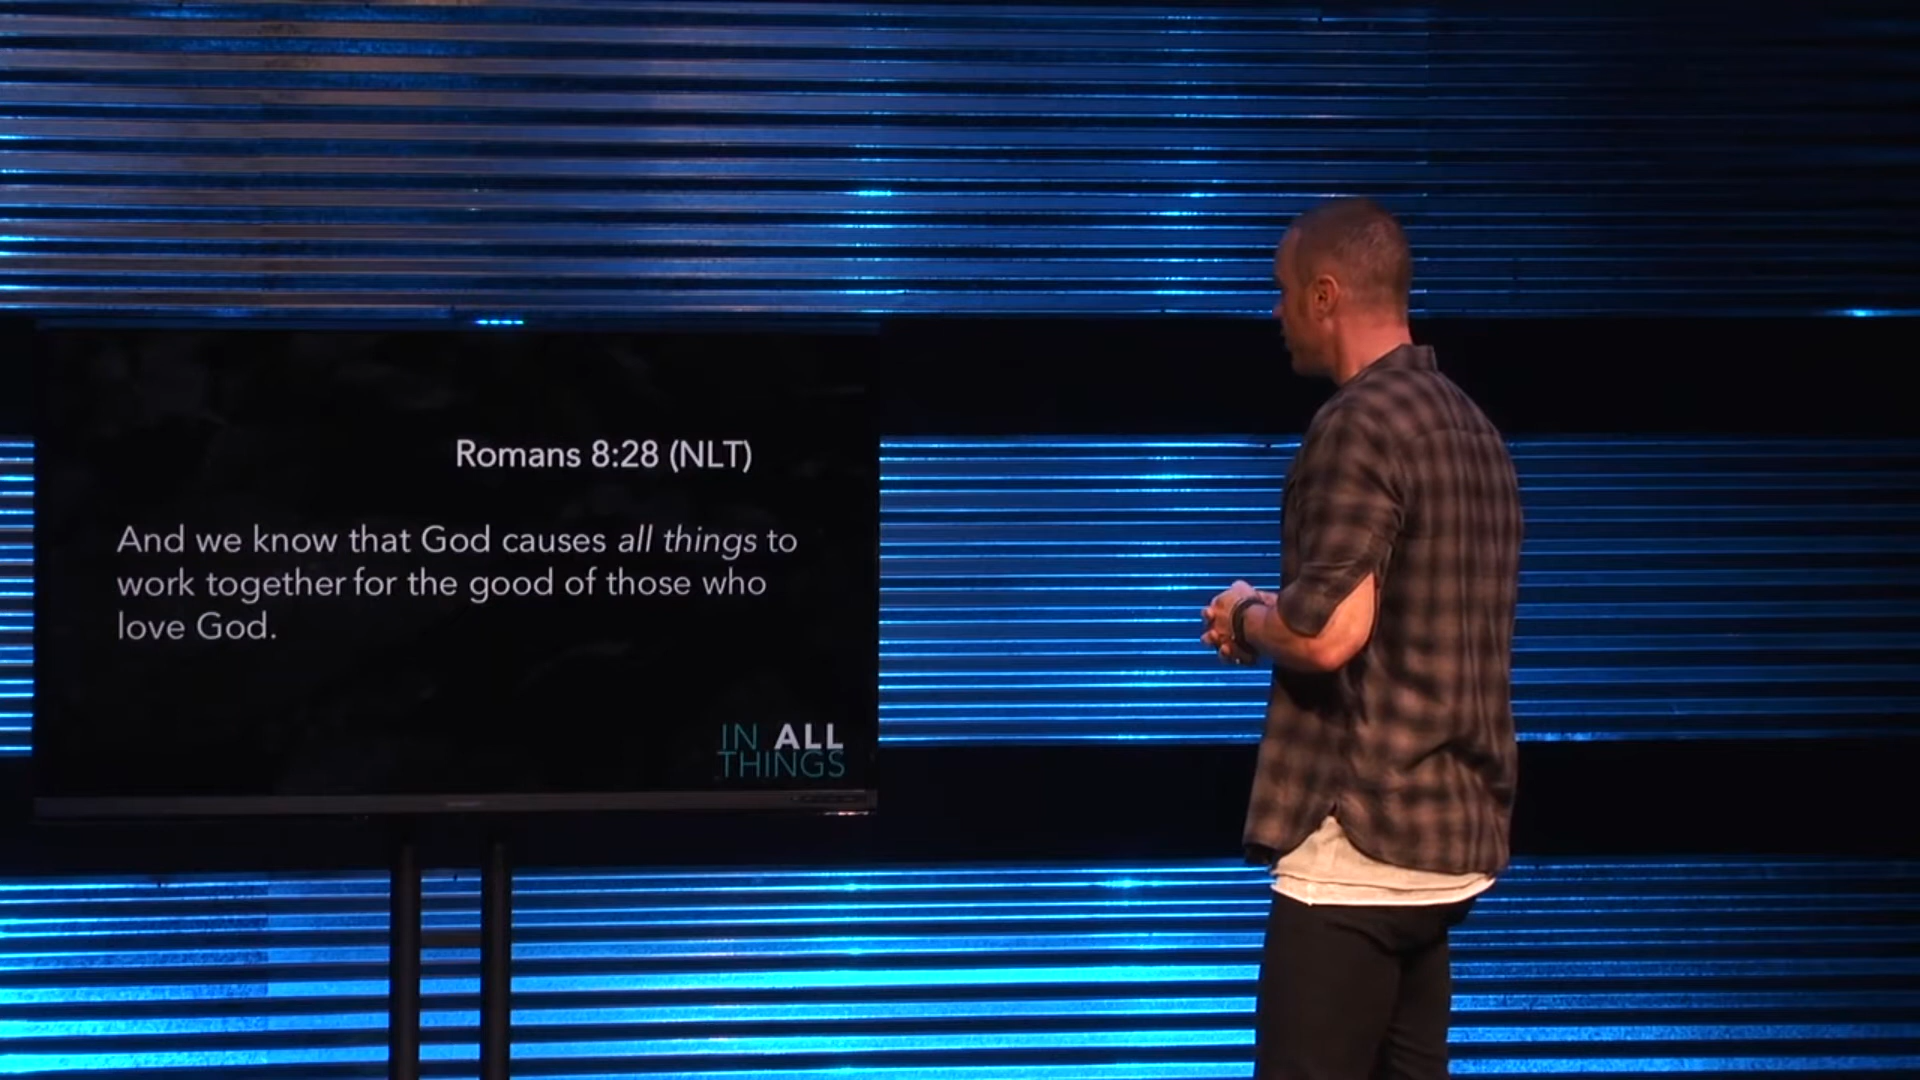 Romans 8:28 (NLT)
And we know that God causes all things to
work together for the good of those who
love God.
IN ALL
THINGS